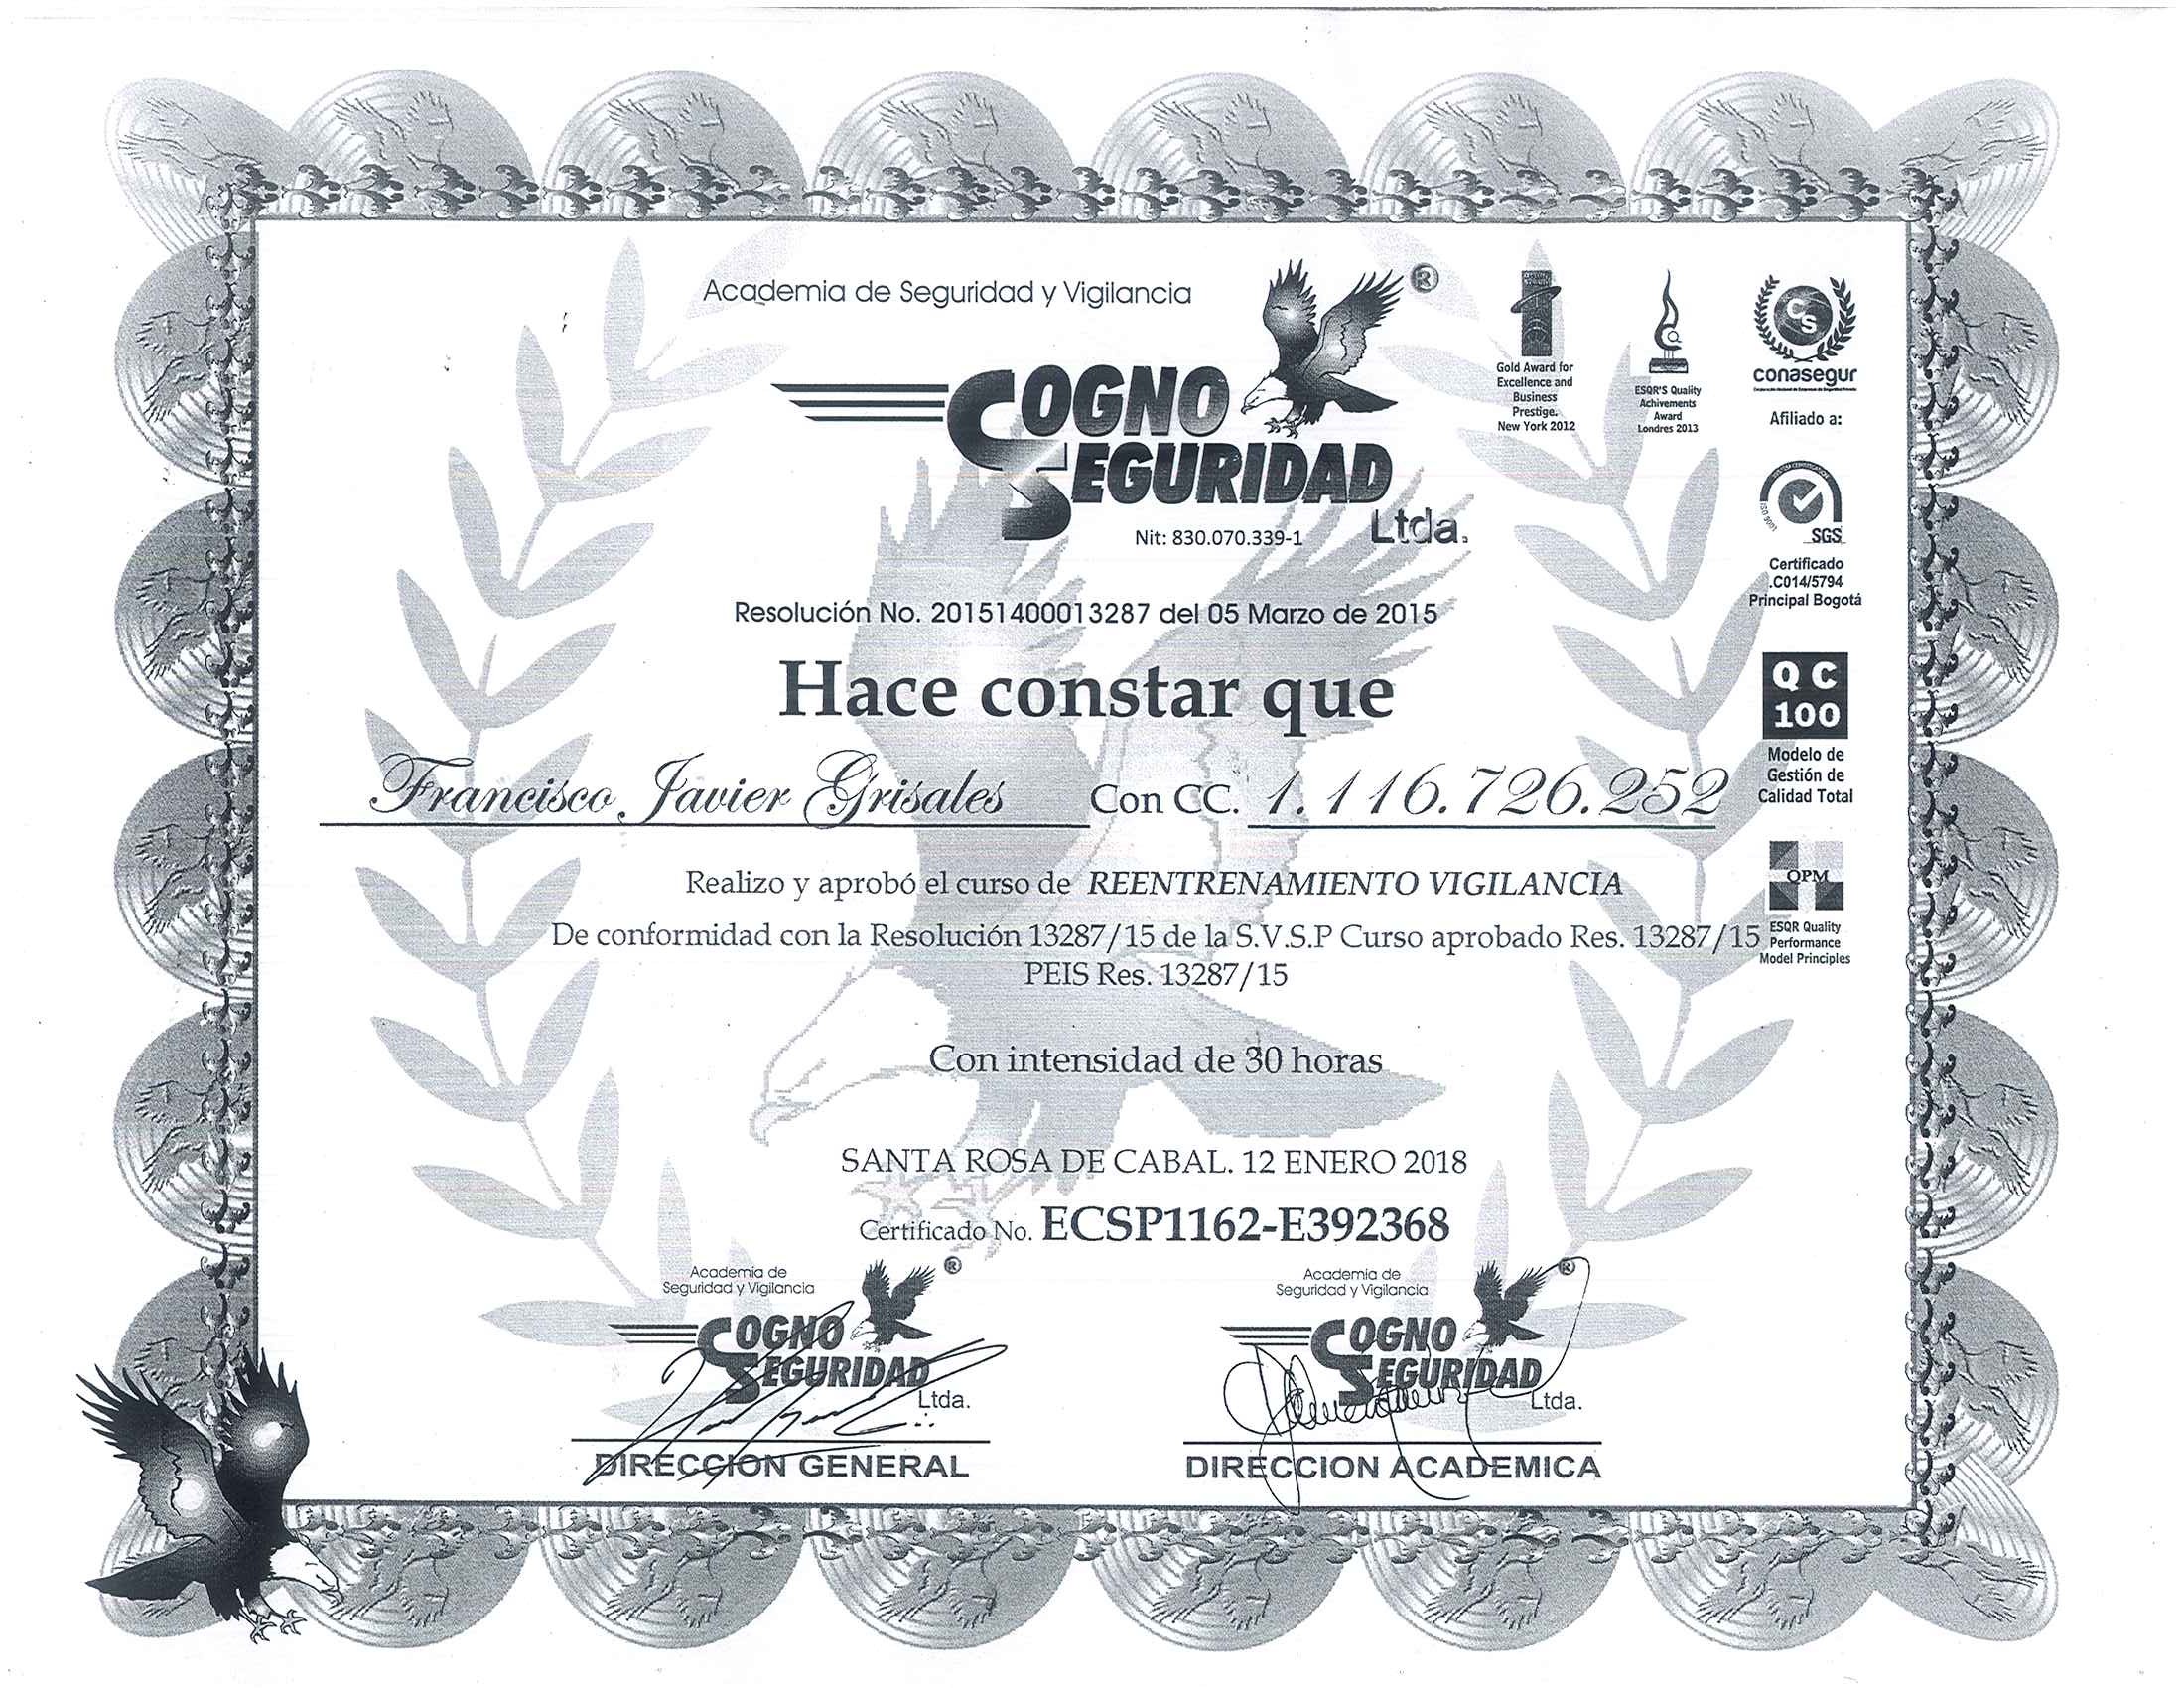 Academia de Seguridad y Vigilancia
®
COGNO
SEGURIDAD
Ltda.
Nit: 830.070.339-1
Gold Award for
Excellence and
Business
Prestige.
New York 2012
ESQR'S Quality
Achivements
Award
Londres 2013
CS
conasegur
Afiliado a:
ISO 9001
SGS
Certificado
.C014/5794
Principal Bogotá
Resolución No. 20151400013287 del 05 Marzo de 2015
Hace constar que
Q C
100
Modelo de
Gestión de
Calidad Total
Francisco Javier Grisales Con CC. 1.116.726.252
Realizo y aprobó el curso de REENTRENAMIENTO VIGILANCIA
QPM
ESQR Quality
Performance
Model Principles
De conformidad con la Resolución 13287/15 de la S.V.S.P Curso aprobado Res. 13287/15
PEIS Res. 13287/15
Con intensidad de 30 horas
SANTA ROSA DE CABAL. 12 ENERO 2018
Certificado No. ECSP1162-E392368
Academia de
Seguridad y Vigilancia
®
COGNO
SEGURIDAD
Ltda.
DIRECCION GENERAL
Academia de
Seguridad y Vigilancia
®
COGNO
SEGURIDAD
Ltda.
DIRECCION ACADEMICA